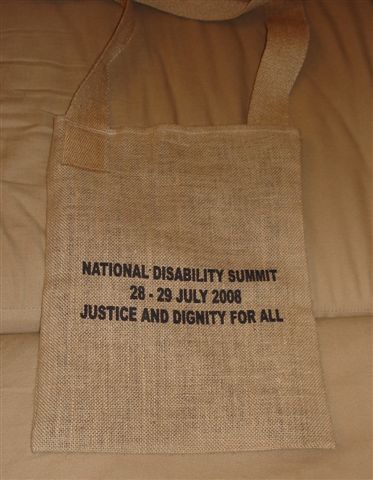 NATIONAL DISABILITY SUMMIT
28 - 29 JULY 2008
JUSTICE AND DIGNITY FOR ALL